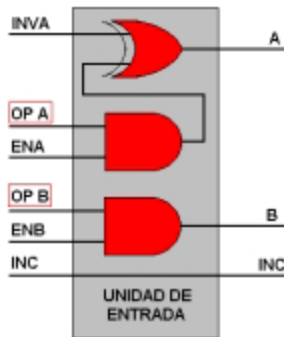 INVA
A
OP A
ENA
OP B
B
ENB
INC
INC
UNIDAD DE
ENTRADA